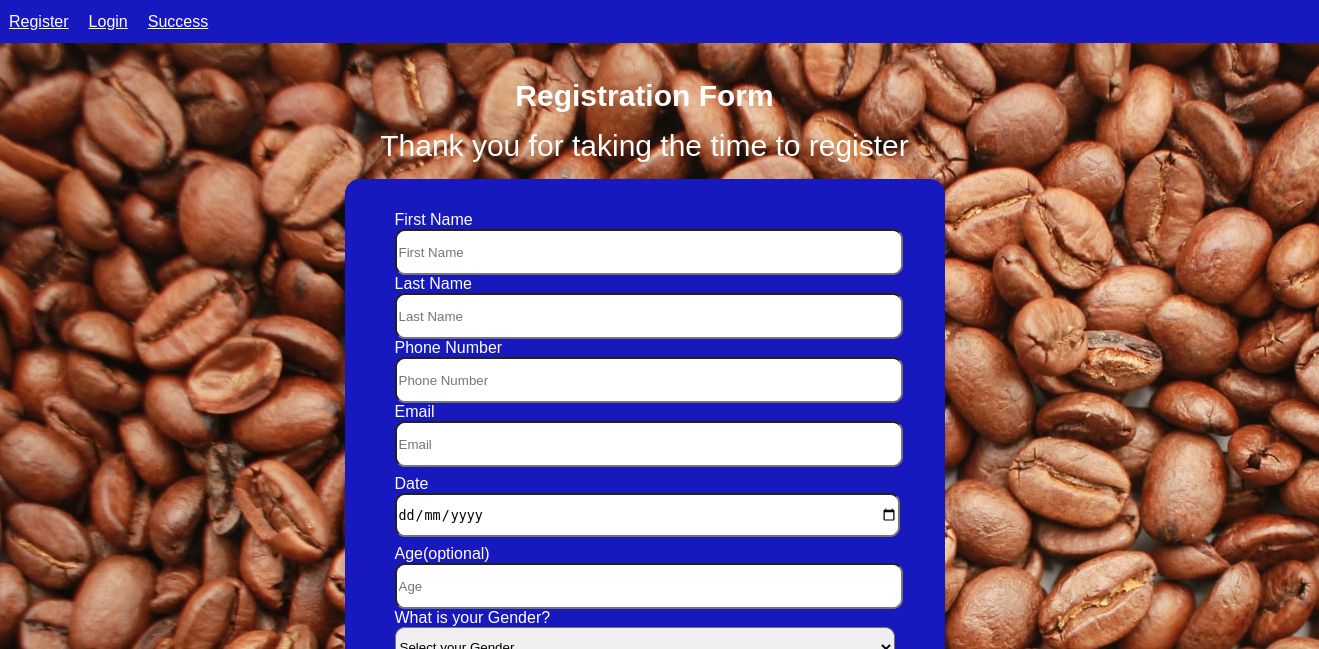 Register Login Success
Registration Form
Thank you for taking the time to register
First Name
First Name
Last Name
Last Name
Phone Number
Phone Number
Email
Email
Date
dd/mm/yyyy
Age(optional)
Age
What is your Gender?
Select your Gender